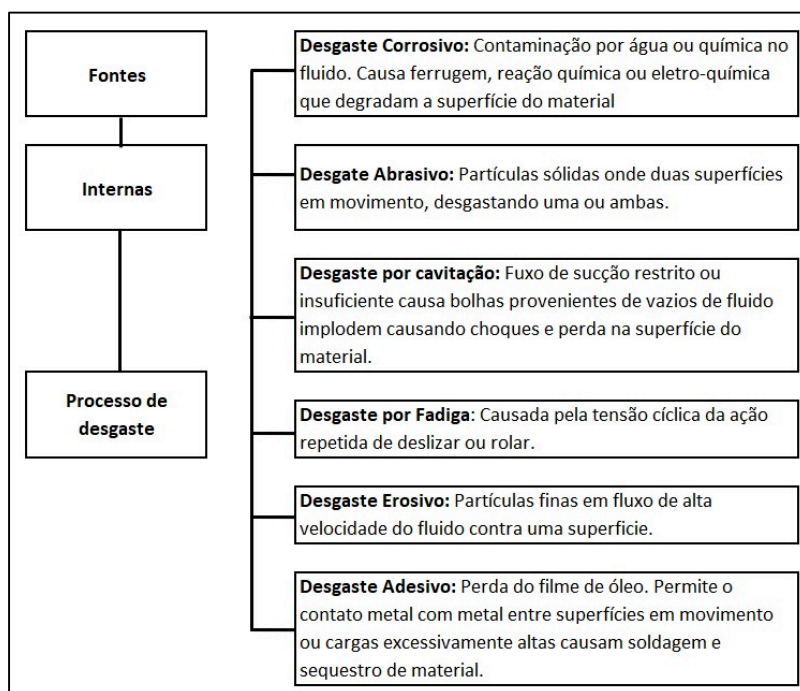 Fontes
Internas
Processo de
desgaste
Desgaste Corrosivo: Contaminação por água ou química no
fluido. Causa ferrugem, reação química ou eletro-química
que degradam a superfície do material
Desgate Abrasivo: Partículas sólidas onde duas superfícies
em movimento, desgastando uma ou ambas.
Desgaste por cavitação: Fuxo de sucção restrito ou
insuficiente causa bolhas provenientes de vazios de fluido
implodem causando choques e perda na superfície do
material.
Desgaste por Fadiga: Causada pela tensão cíclica da ação
repetida de deslizar ou rolar.
Desgaste Erosivo: Partículas finas em fluxo de alta
velocidade do fluido contra uma superficie.
Desgaste Adesivo: Perda do filme de óleo. Permite o
contato metal com metal entre superfícies em movimento
ou cargas excessivamente altas causam soldagem e
sequestro de material.